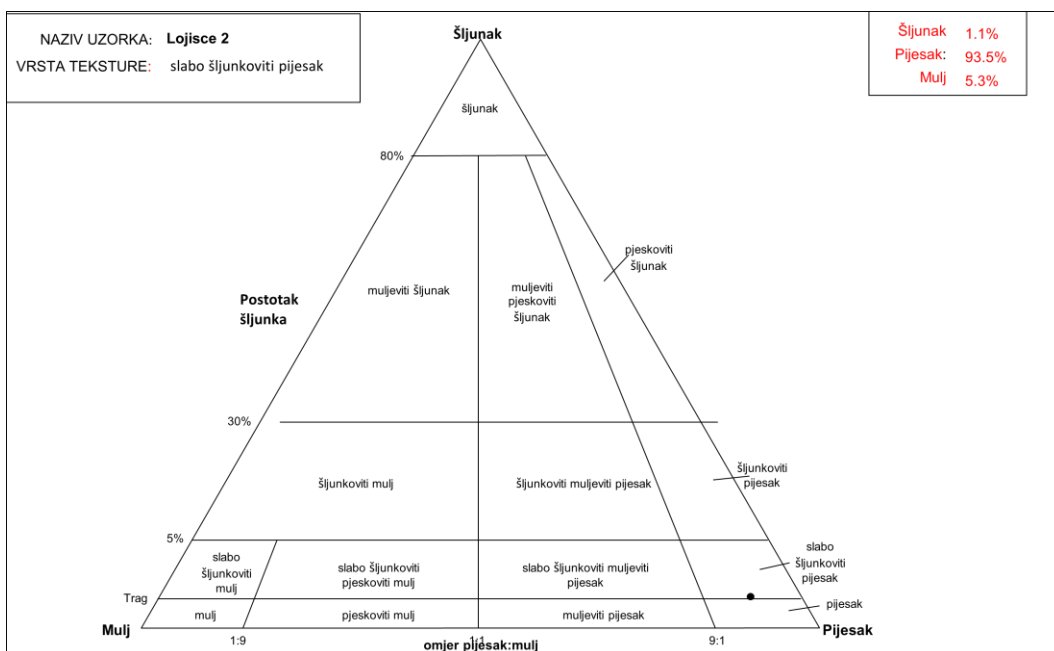 NAZIV UZORKA: Lojisce 2
VRSTA TEKSTURE: slabo šljunkoviti pijesak
Šljunak 1.1%
Pijesak: 93.5%
Mulj 5.3%
Šljunak
šljunak
80%
pjeskoviti
šljunak
muljeviti šljunak
muljeviti
pjeskoviti
šljunak
Postotak
šljunka
30%
šljunkoviti mulj
šljunkoviti muljeviti pijesak
šljunkoviti
pijesak
5%
slabo
šljunkoviti
mulj
slabo šljunkoviti
pjeskoviti mulj
slabo šljunkoviti muljeviti
pijesak
slabo
šljunkoviti
pijesak
Trag
mulj
pjeskoviti mulj
muljeviti pijesak
pijesak
Mulj
Pijesak
1:9
1:1
9:1
omjer pijesak:mulj